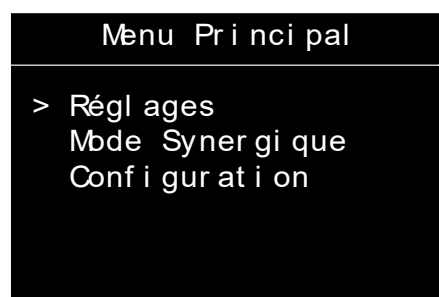 Menu Principal
> Réglages
Mode Synergique
Configuration